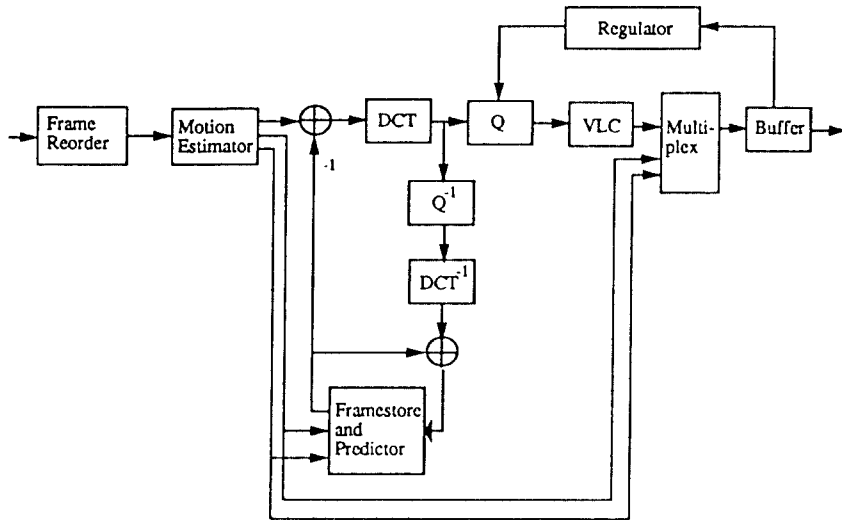 Regulator
Frame
Reorder
Motion
Estimator
DCT
Q
VLC
Multi-
plex
Buffer
-1
Q-1
DCT-1
Framestore
and
Predictor